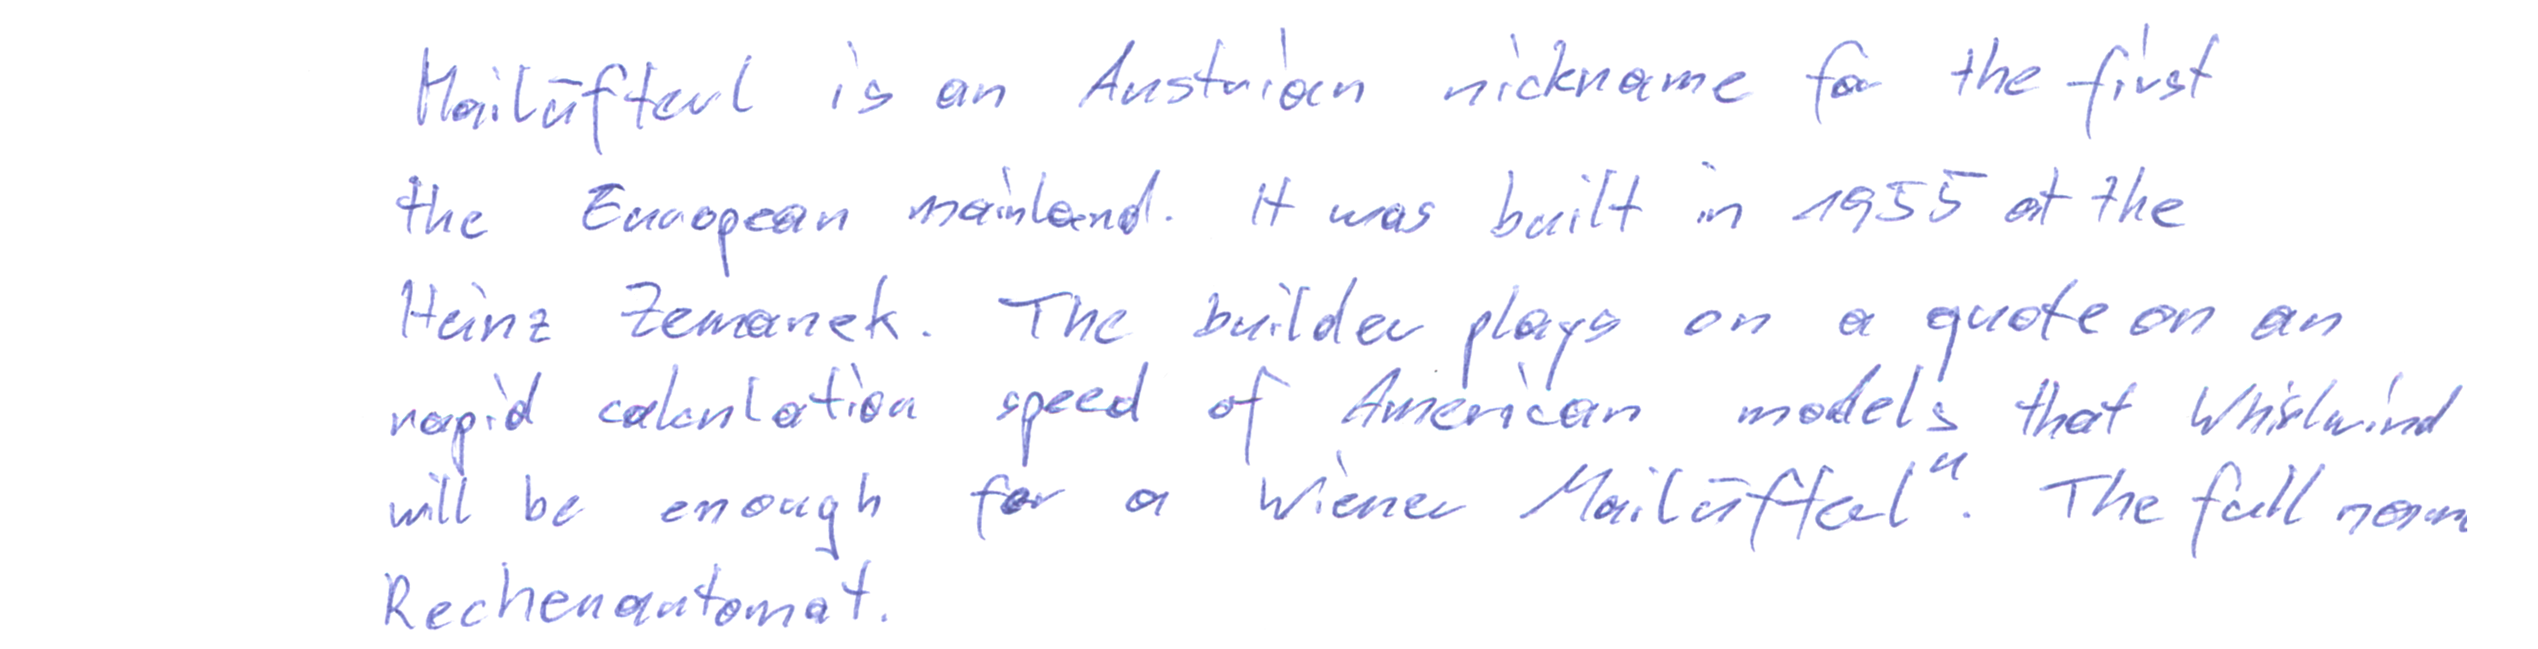 Mailüfterl is an Austrian nickname for the first
the European mainland. It was built in 1955 at the
Heinz Zemanek. The builder plays on a quote on an
rapid calculation speed of American models that Whirlwind
will be enough for a Wiener Mailüfterl". The full nam
Rechenautomat.